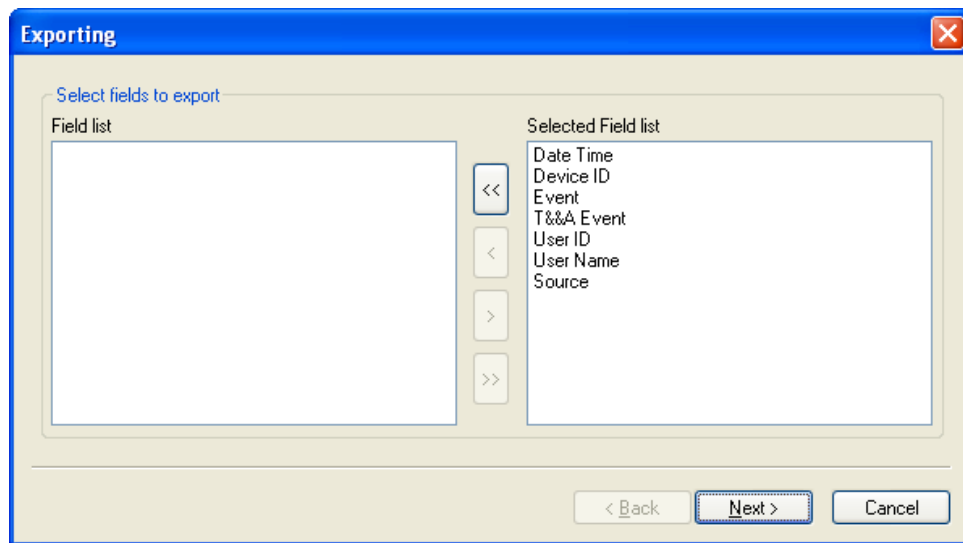 Exporting
Select fields to export
Field list
Selected Field list
Date Time
Device ID
Event
T&&A Event
User ID
User Name
Source
<<
<
>
>>
< Back
Next >
Cancel